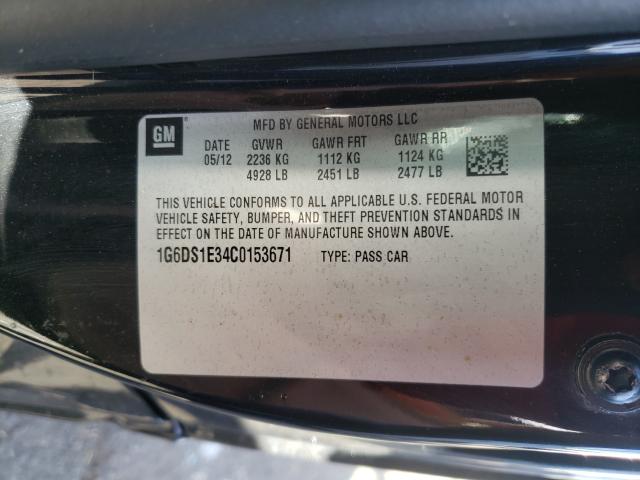 GM
MFD BY GENERAL MOTORS LLC
DATE GVWR GAWR FRT GAWR RR
05/12 2236 KG 1112 KG 1124 KG
4928 LB 2451 LB 2477 LB
THIS VEHICLE CONFORMS TO ALL APPLICABLE U.S. FEDERAL MOTOR
VEHICLE SAFETY, BUMPER, AND THEFT PREVENTION STANDARDS IN
EFFECT ON THE DATE OF MANUFACTURE SHOWN ABOVE.
1G6DS1E34C0153671 TYPE: PASS CAR